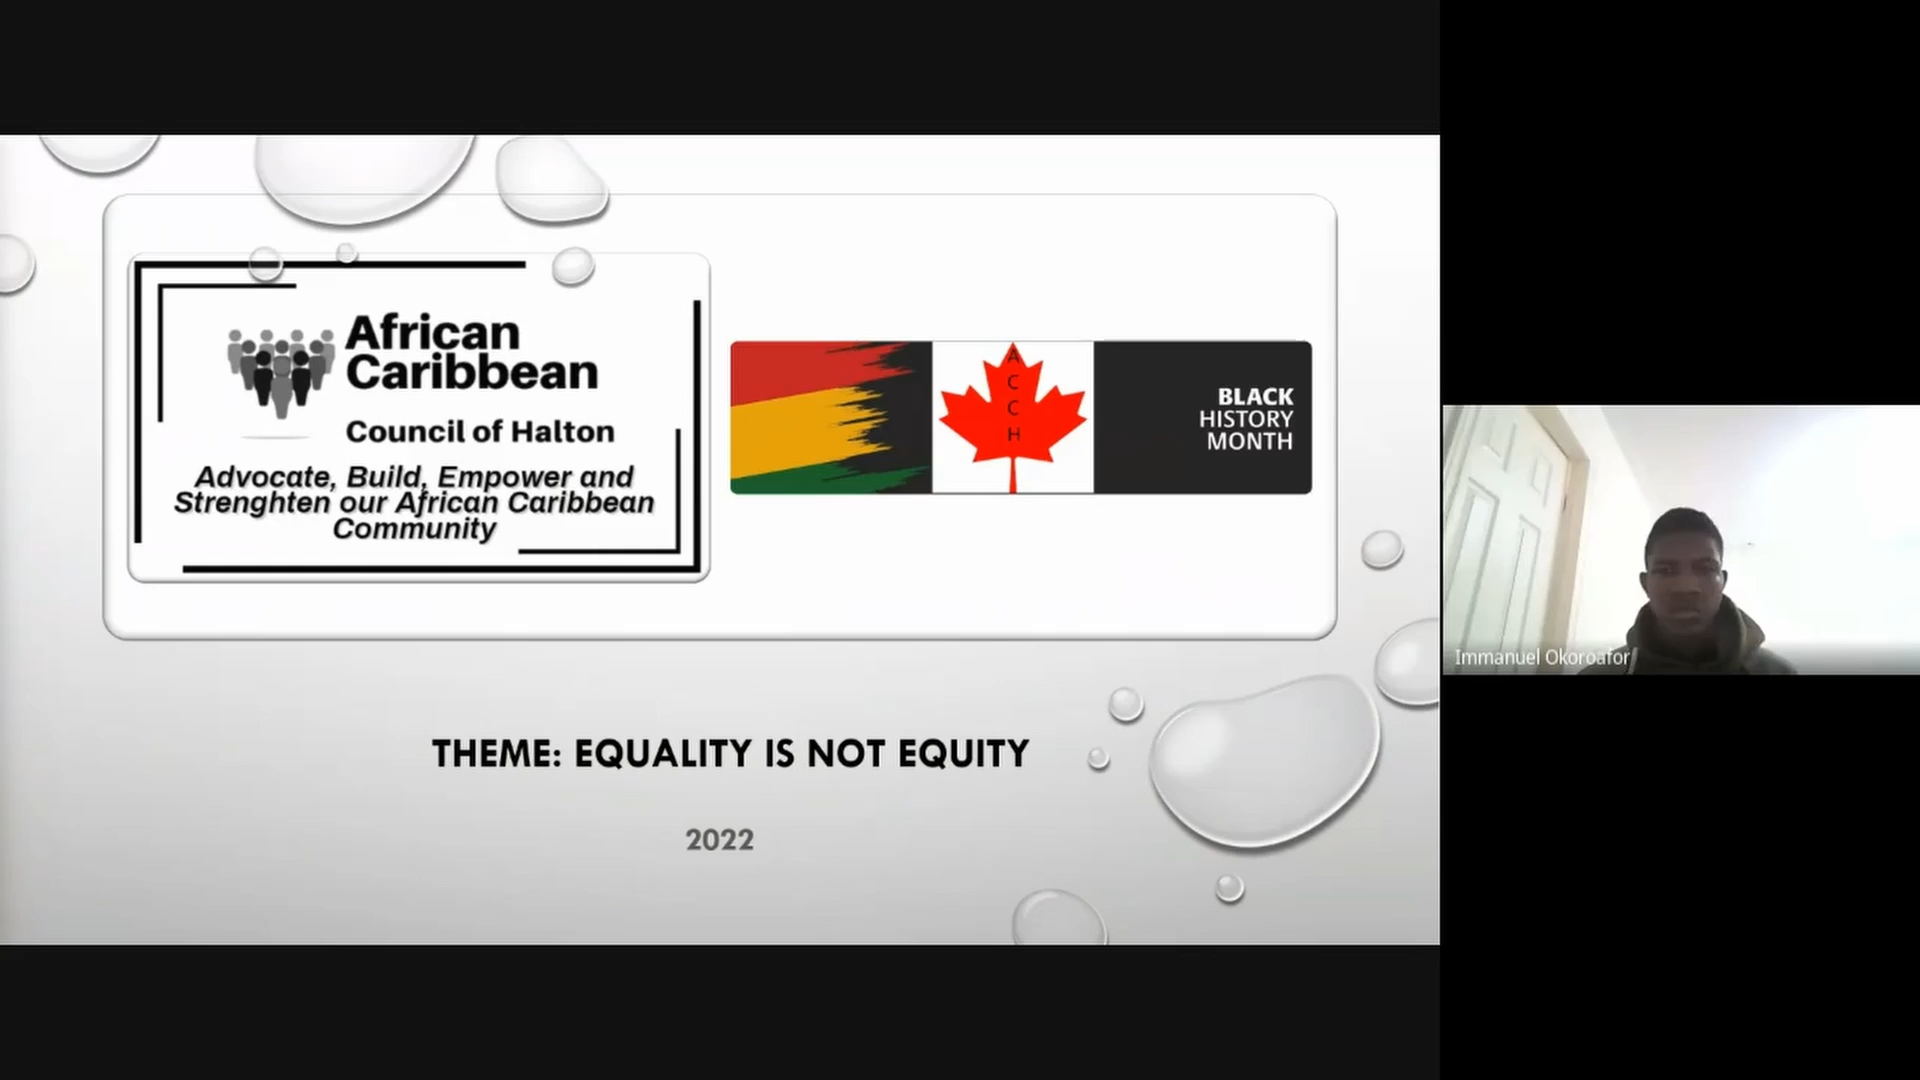 African
Caribbean
Council of Halton
Advocate, Build, Empower and
Strenghten our African Caribbean
Community
A
C
C
H
BLACK
HISTORY
MONTH
THEME: EQUALITY IS NOT EQUITY
2022
Immanuel Okoroafor